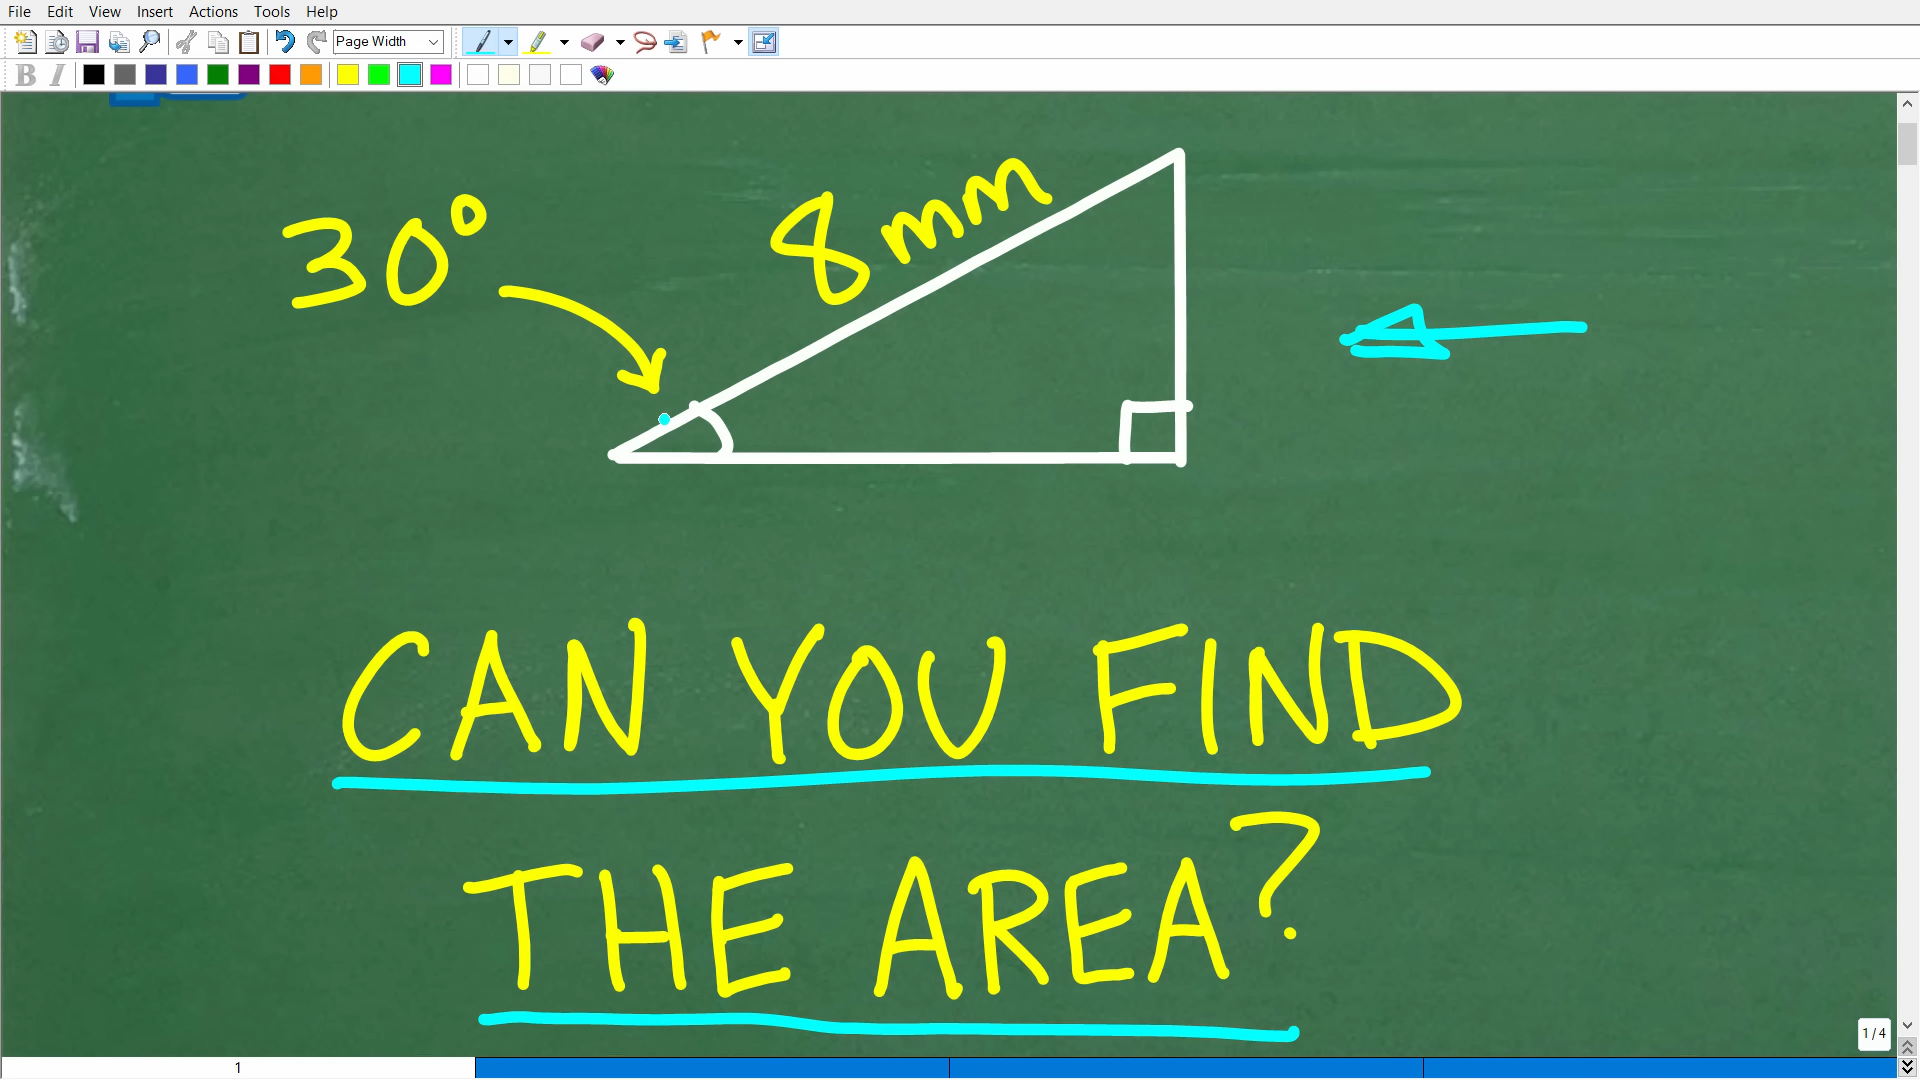 File Edit View Insert Actions Tools Help
Page Width
B I
30° 8mm
CAN YOU FIND
THE AREA?
1 / 4
1